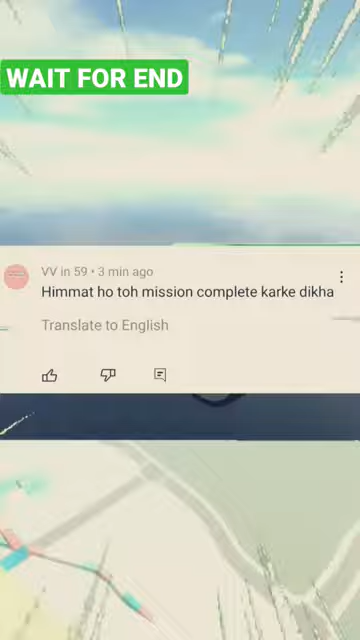 WAIT FOR END
VV in 59 • 3 min ago
Himmat ho toh mission complete karke dikha
Translate to English